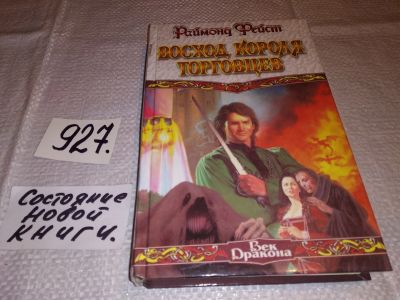 Раймонд Фейст
ВОСХОД КОРОЛЯ
ТОРГОВЦЕВ
927.
Состояние
Новой
книги.
Век
Дракона